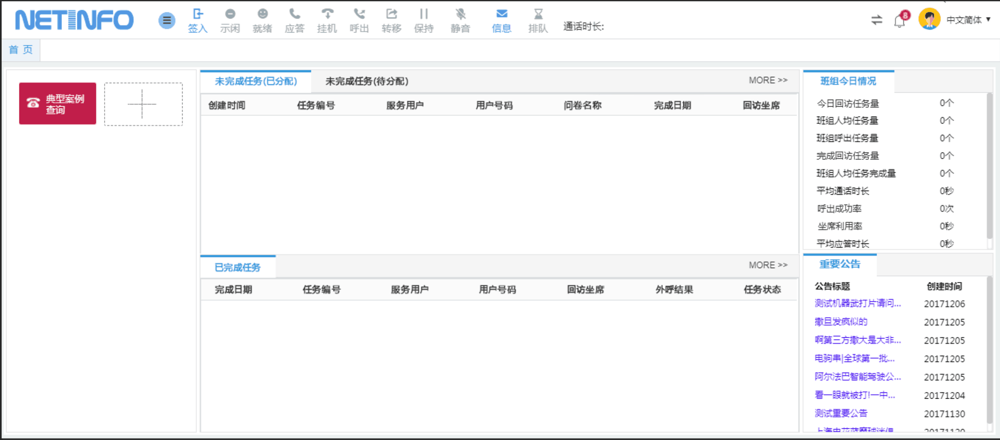 NETINFO
签入 示闲 就绪 应答 挂机 呼出 转移 保持 静音 信息 排队 通话时长: 8 中文简体
首 页
典型案例
查询
未完成任务(已分配) 未完成任务(待分配) MORE >>
创建时间 任务编号 服务用户 用户号码 问卷名称 完成日期 回访坐席
已完成任务 MORE >>
完成日期 任务编号 服务用户 用户号码 回访坐席 外呼结果 任务状态
班组今日情况
今日回访任务量 0个
班组人均任务量 0个
班组呼出任务量 0个
完成回访任务量 0个
班组人均任务完成量 0个
平均通话时长 0秒
呼出成功率 0次
坐席利用率 0秒
平均应答时长 0秒
重要公告
公告标题 创建时间
测试机器武打片请问... 20171206
撒旦发疯似的 20171205
啊第三方撒大是大非... 20171205
电驹串|全球第一批... 20171205
阿尔法巴智能驾驶公... 20171205
看一眼就被打!一中... 20171204
测试重要公告 20171130